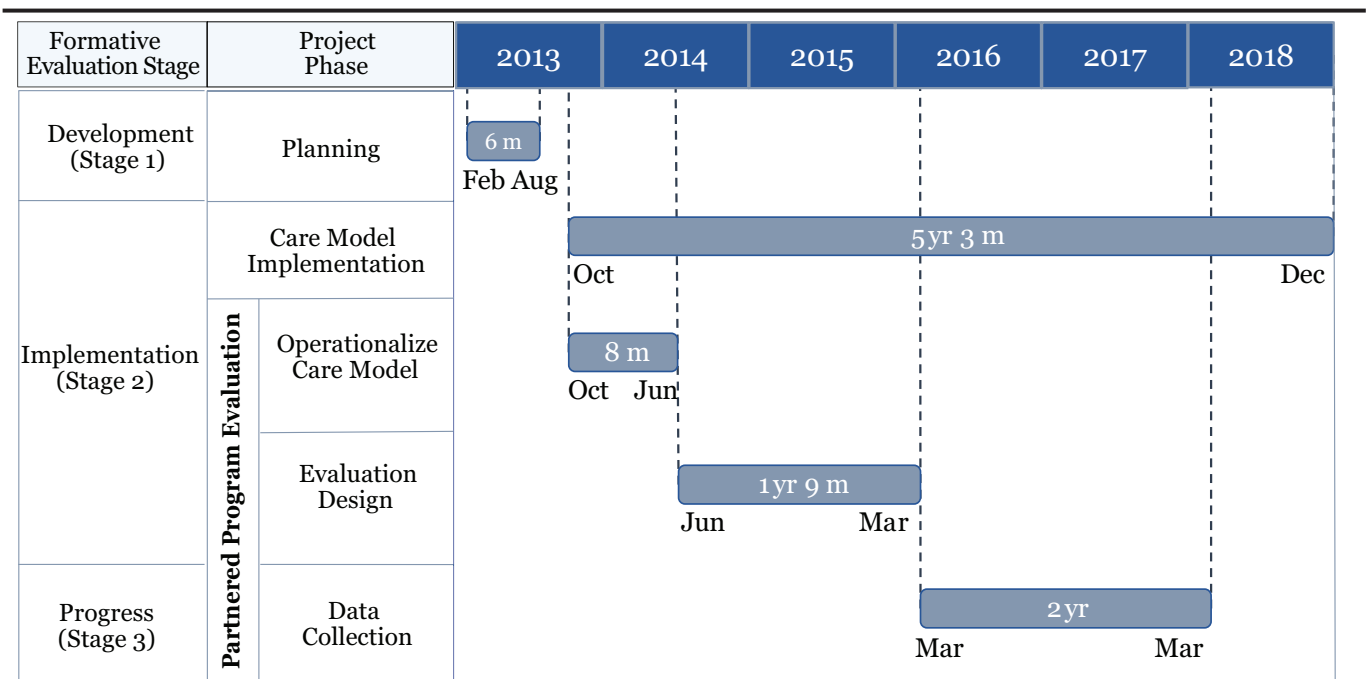 Formative
Evaluation Stage
Project
Phase
2013
2014
2015
2016
2017
2018
Development
(Stage 1)
Planning
6 m
Feb Aug
Care Model
Implementation
5 yr 3 m
Oct
Dec
Implementation
(Stage 2)
Partnered Program Evaluation
Operationalize
Care Model
8 m
Oct Jun
Evaluation
Design
1 yr 9 m
Jun
Mar
Progress
(Stage 3)
Data
Collection
2 yr
Mar
Mar